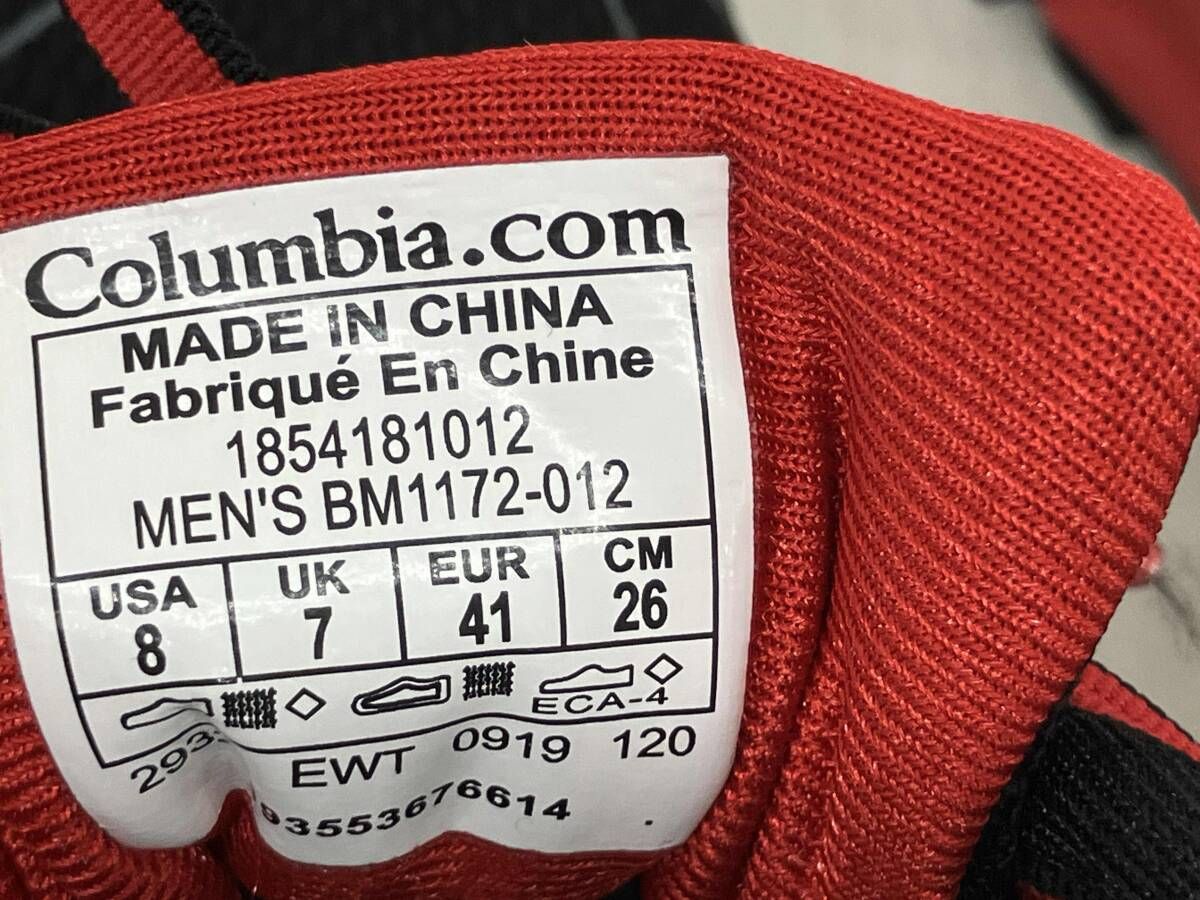 Columbia.com
MADE IN CHINA
Fabriqué En Chine
1854181012
MEN'S BM1172-012
USA UK EUR CM
8 7 41 26
ECA-4
EWT 0919 120